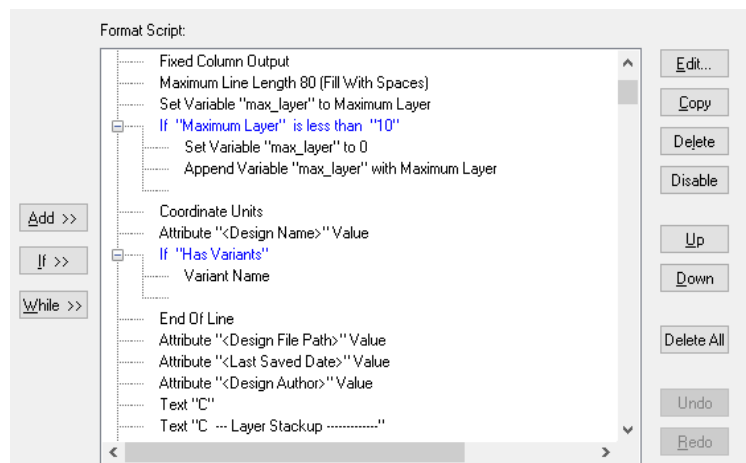 Format Script:
Fixed Column Output
Maximum Line Length 80 (Fill With Spaces)
Set Variable "max_layer" to Maximum Layer
If "Maximum Layer" is less than "10"
Set Variable "max_layer" to 0
Append Variable "max_layer" with Maximum Layer
Coordinate Units
Attribute "<Design Name>" Value
If "Has Variants"
Variant Name
End Of Line
Attribute "<Design File Path>" Value
Attribute "<Last Saved Date>" Value
Attribute "<Design Author>" Value
Text "C"
Text "C --- Layer Stackup -------------"
Add >>
If >>
While >>
Edit...
Copy
Delete
Disable
Up
Down
Delete All
Undo
Redo